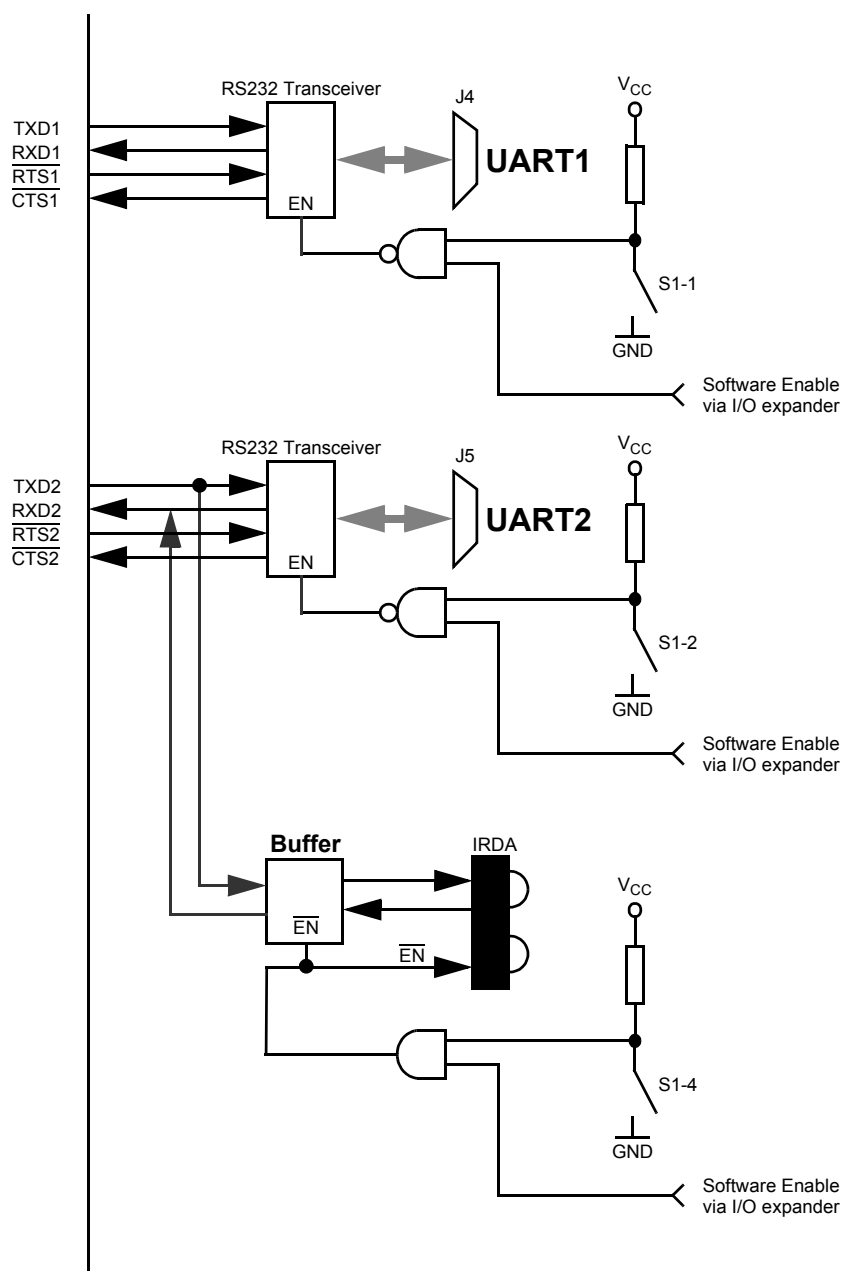 RS232 Transceiver
J4
VCC
TXD1
RXD1
RTS1
CTS1
UART1
EN
S1-1
GND
Software Enable
via I/O expander
RS232 Transceiver
J5
VCC
TXD2
RXD2
RTS2
CTS2
UART2
EN
S1-2
GND
Software Enable
via I/O expander
Buffer
IRDA
VCC
EN
EN
S1-4
GND
Software Enable
via I/O expander